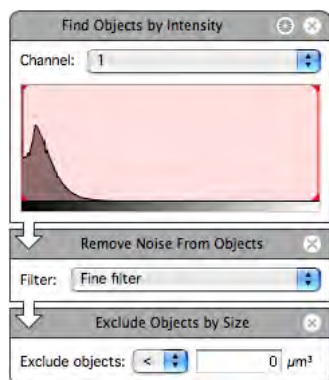 Find Objects by Intensity
Channel: 1
Remove Noise From Objects
Filter: Fine filter
Exclude Objects by Size
Exclude objects: < 0 µm³